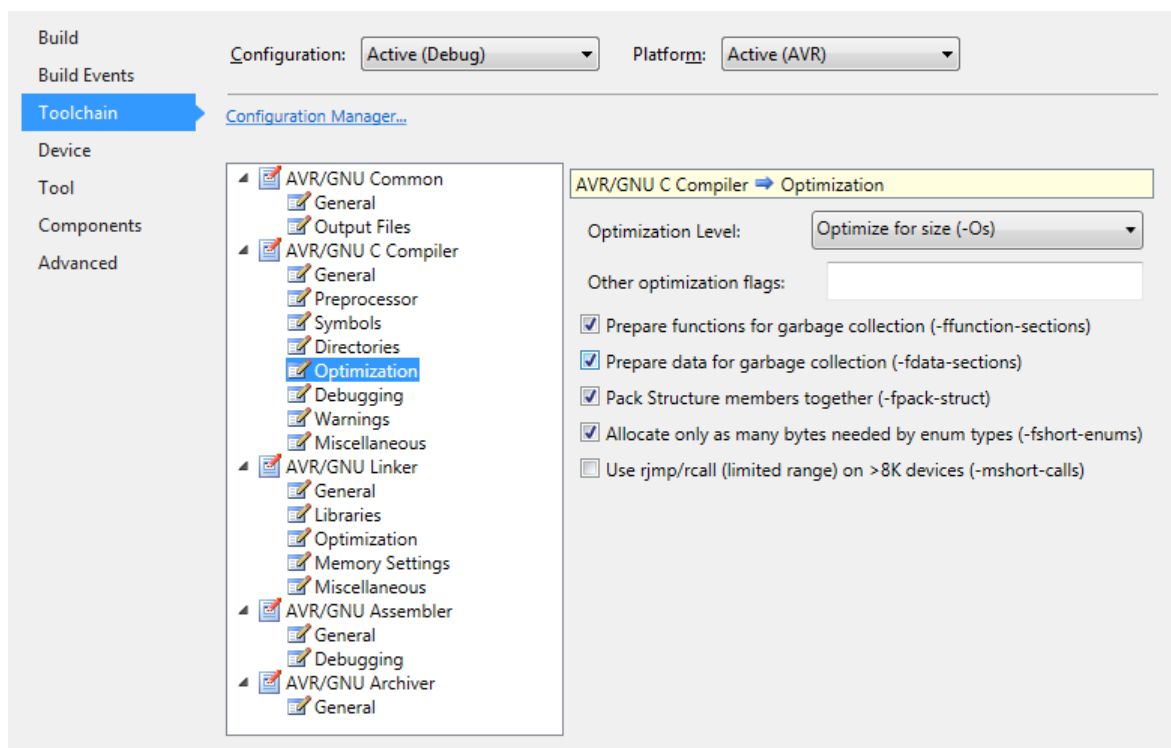 Build
Build Events
Toolchain
Device
Tool
Components
Advanced
Configuration: Active (Debug) Platform: Active (AVR)
Configuration Manager...
AVR/GNU Common
General
Output Files
AVR/GNU C Compiler
General
Preprocessor
Symbols
Directories
Optimization
Debugging
Warnings
Miscellaneous
AVR/GNU Linker
General
Libraries
Optimization
Memory Settings
Miscellaneous
AVR/GNU Assembler
General
Debugging
AVR/GNU Archiver
General
AVR/GNU C Compiler ➡ Optimization
Optimization Level: Optimize for size (-Os)
Other optimization flags:
Prepare functions for garbage collection (-ffunction-sections)
Prepare data for garbage collection (-fdata-sections)
Pack Structure members together (-fpack-struct)
Allocate only as many bytes needed by enum types (-fshort-enums)
Use rjmp/rcall (limited range) on >8K devices (-mshort-calls)